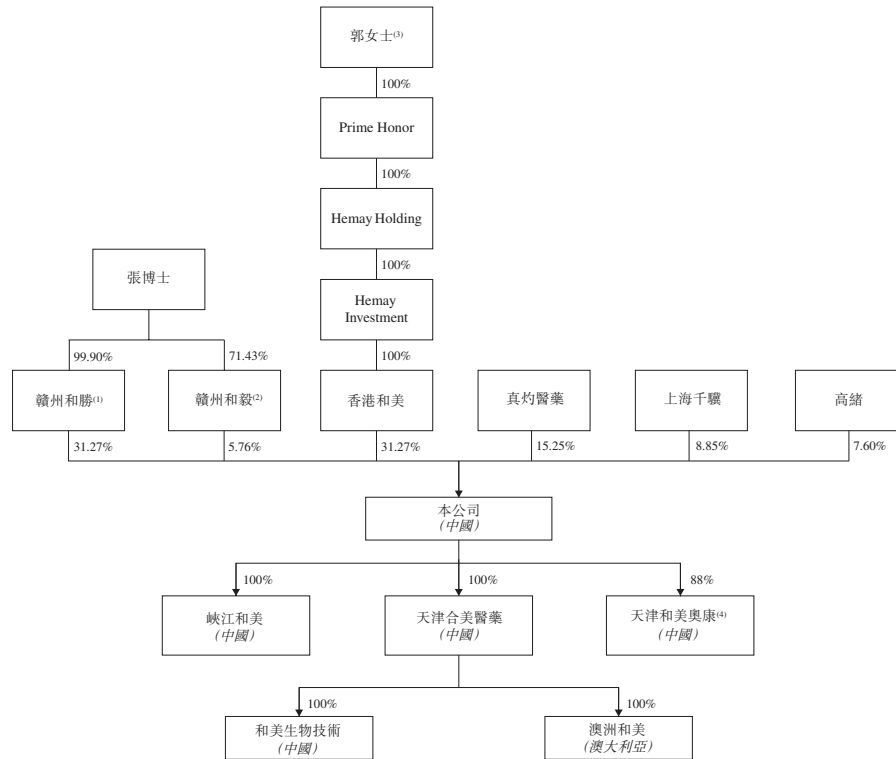 郭女士(3)
100%
Prime Honor
100%
Hemay Holding
100%
張博士
Hemay
Investment
99.90%
71.43%
100%
贛州和勝(1)
贛州和毅(2)
香港和美
真灼醫藥
上海千驥
高緒
31.27%
5.76%
31.27%
15.25%
8.85%
7.60%
本公司
(中國)
100%
100%
88%
峽江和美
(中國)
天津合美醫藥
(中國)
天津和美奧康(4)
(中國)
100%
100%
和美生物技術
(中國)
澳洲和美
(澳大利亞)